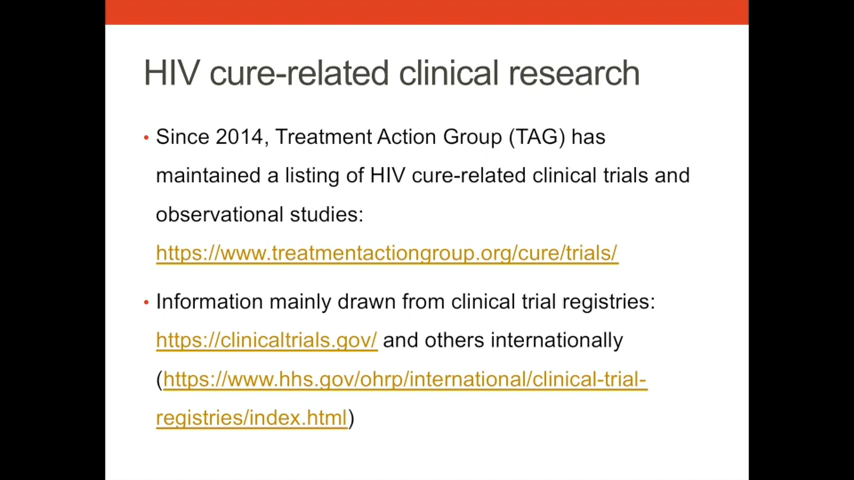 HIV cure-related clinical research
• Since 2014, Treatment Action Group (TAG) has
maintained a listing of HIV cure-related clinical trials and
observational studies:
https://www.treatmentactiongroup.org/cure/trials/
• Information mainly drawn from clinical trial registries:
https://clinicaltrials.gov/ and others internationally
(https://www.hhs.gov/ohrp/international/clinical-trial-
registries/index.html)